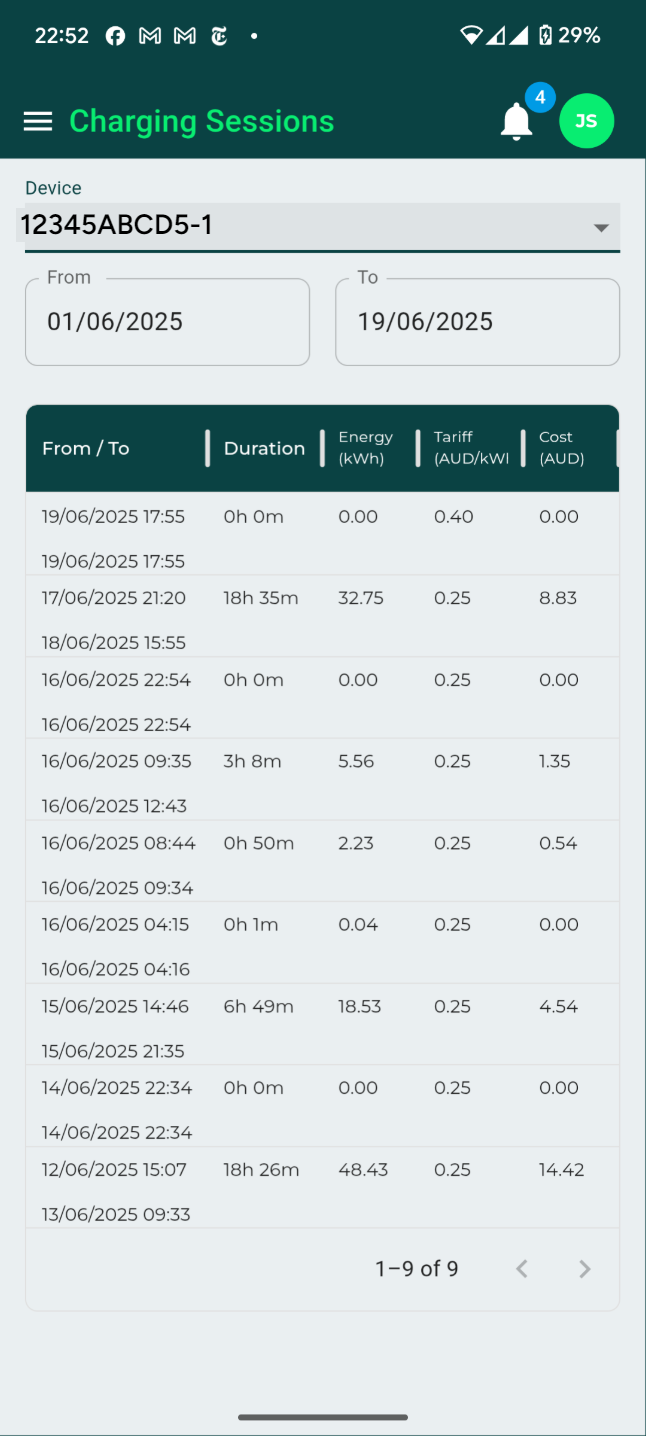 22:52 29%
Charging Sessions 4 JS
Device
12345ABCD5-1
From To
01/06/2025 19/06/2025
From / To Duration Energy (kWh) Tariff (AUD/kWl Cost (AUD)
19/06/2025 17:55 0h 0m 0.00 0.40 0.00
19/06/2025 17:55
17/06/2025 21:20 18h 35m 32.75 0.25 8.83
18/06/2025 15:55
16/06/2025 22:54 0h 0m 0.00 0.25 0.00
16/06/2025 22:54
16/06/2025 09:35 3h 8m 5.56 0.25 1.35
16/06/2025 12:43
16/06/2025 08:44 0h 50m 2.23 0.25 0.54
16/06/2025 09:34
16/06/2025 04:15 0h 1m 0.04 0.25 0.00
16/06/2025 04:16
15/06/2025 14:46 6h 49m 18.53 0.25 4.54
15/06/2025 21:35
14/06/2025 22:34 0h 0m 0.00 0.25 0.00
14/06/2025 22:34
12/06/2025 15:07 18h 26m 48.43 0.25 14.42
13/06/2025 09:33
1–9 of 9